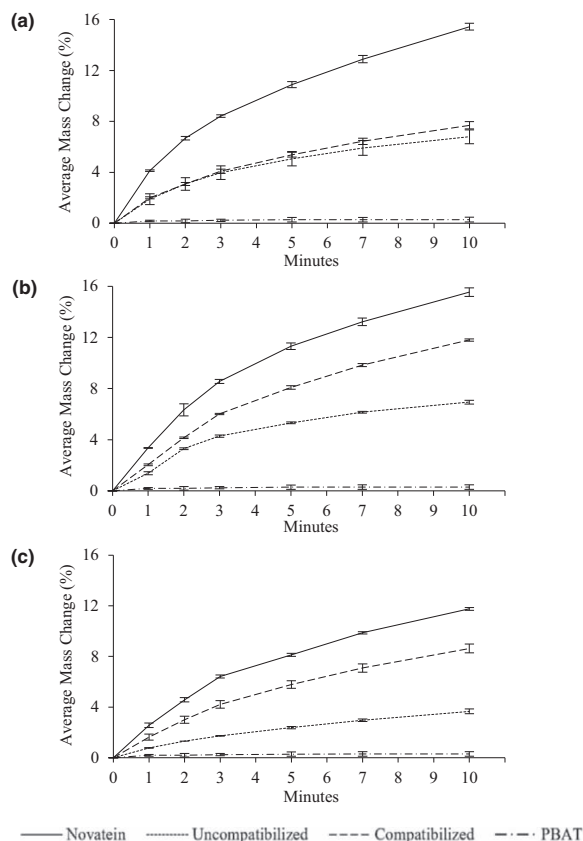 (a)
Average Mass Change (%)
16
12
8
4
0
0 1 2 3 4 5 6 7 8 9 10
Minutes
(b)
Average Mass Change (%)
16
12
8
4
0
0 1 2 3 4 5 6 7 8 9 10
Minutes
(c)
Average Mass Change (%)
16
12
8
4
0
0 1 2 3 4 5 6 7 8 9 10
Minutes
Novatein Uncompatibilized Compatibilized PBAT